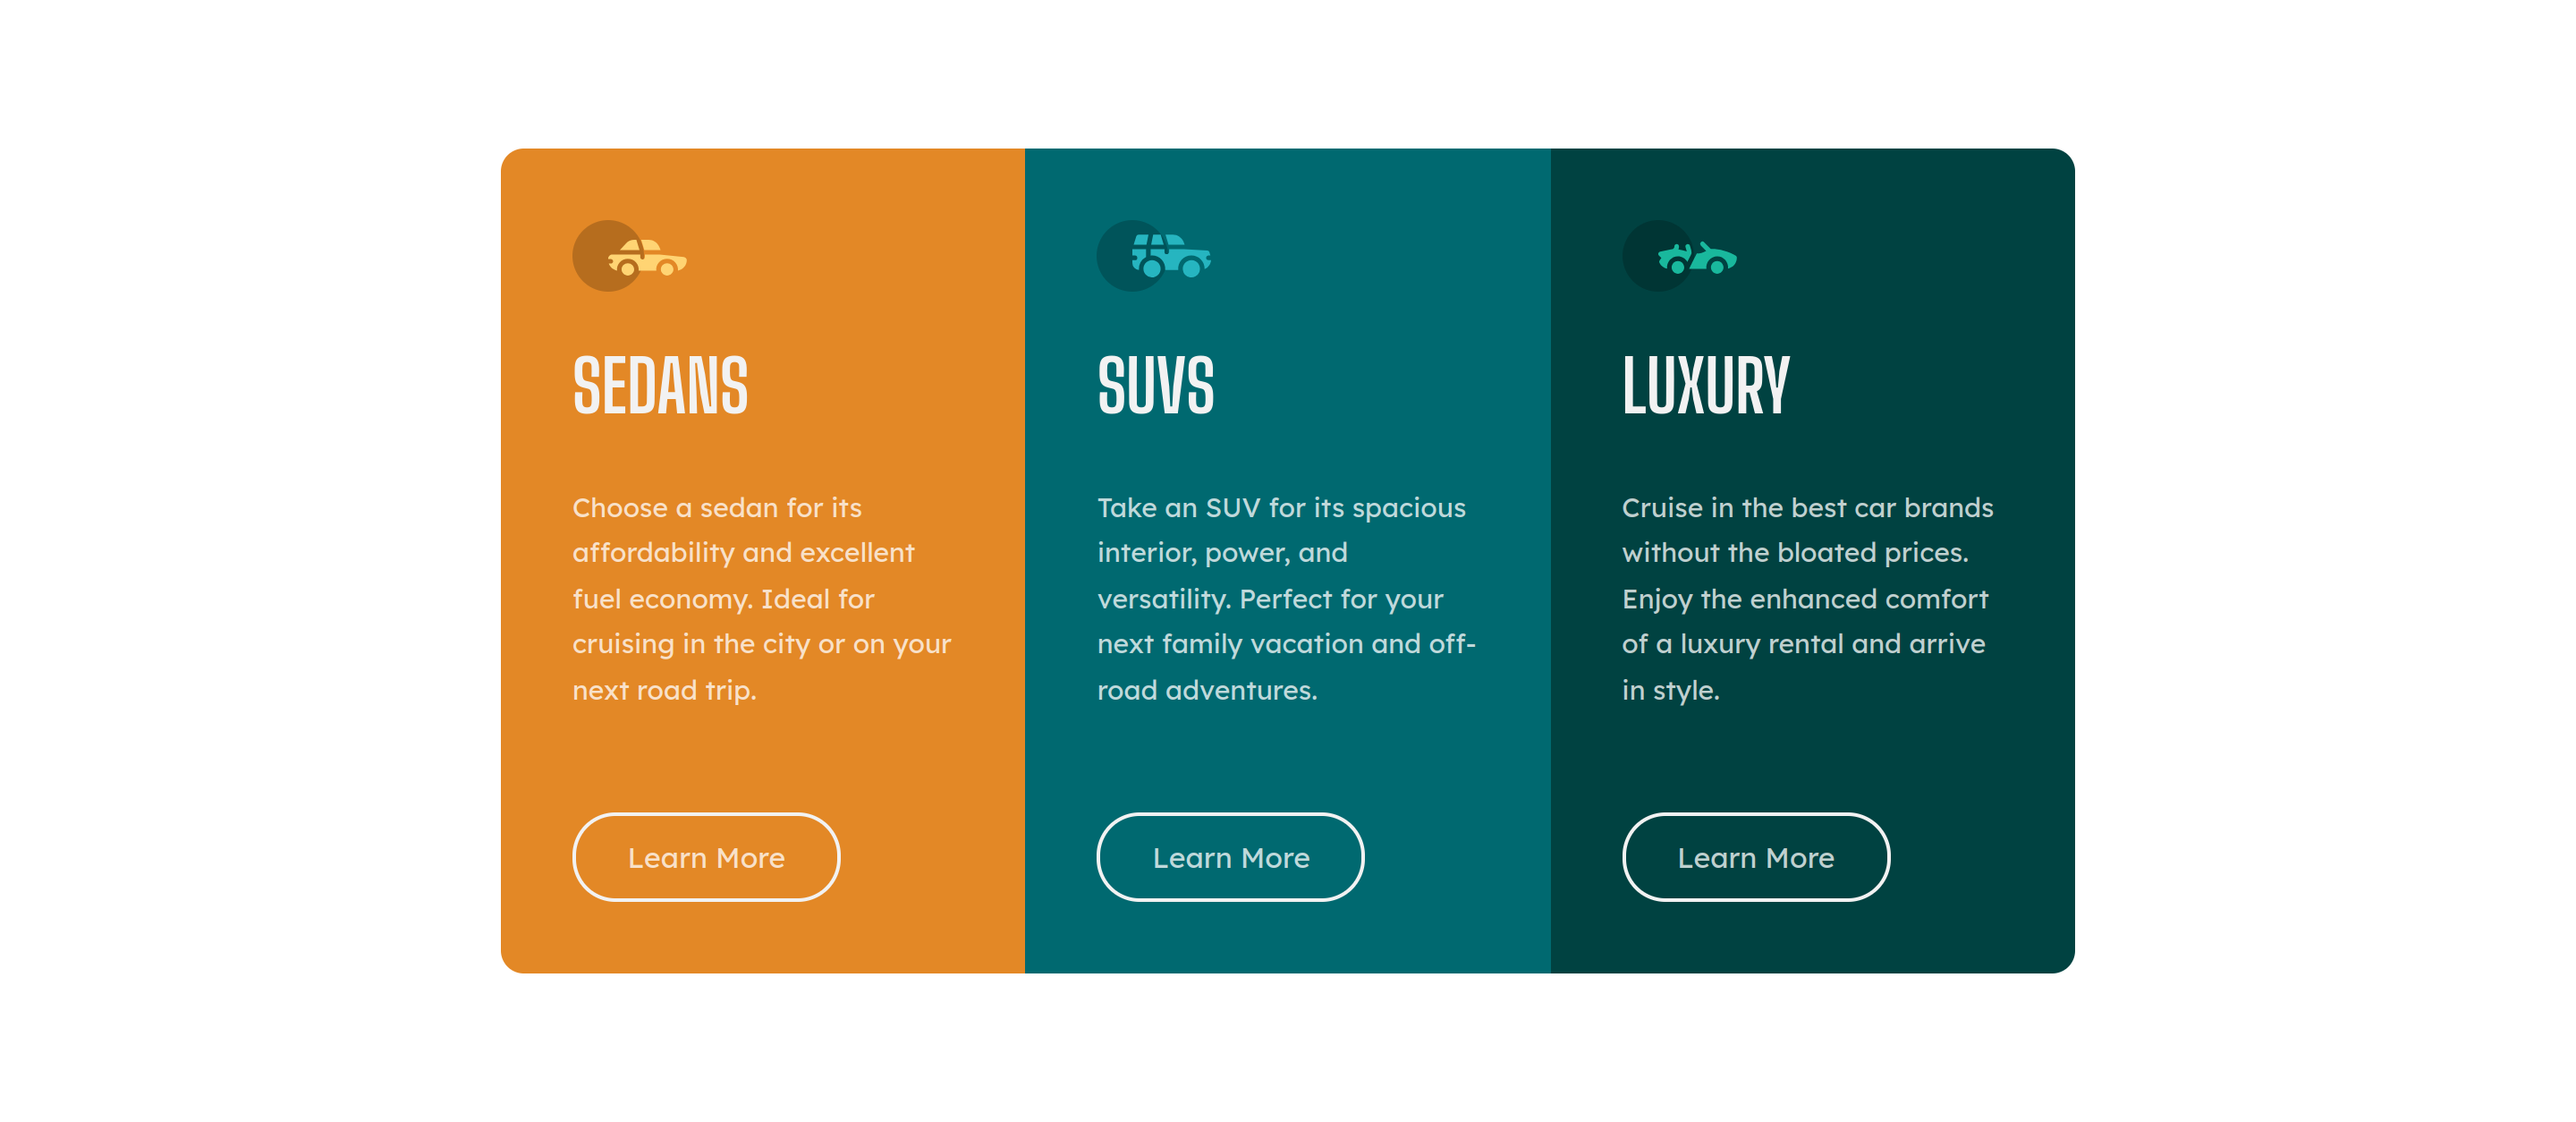 SEDANS
Choose a sedan for its
affordability and excellent
fuel economy. Ideal for
cruising in the city or on your
next road trip.
Learn More
SUVS
Take an SUV for its spacious
interior, power, and
versatility. Perfect for your
next family vacation and off-
road adventures.
Learn More
LUXURY
Cruise in the best car brands
without the bloated prices.
Enjoy the enhanced comfort
of a luxury rental and arrive
in style.
Learn More